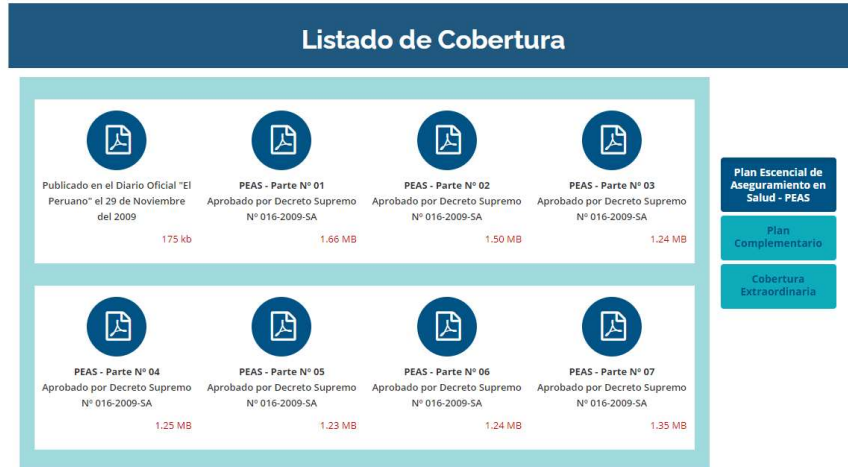 Listado de Cobertura
Publicado en el Diario Oficial "El
Peruano" el 29 de Noviembre
del 2009
175 kb
PEAS - Parte Nº 01
Aprobado por Decreto Supremo
Nº 016-2009-SA
1.66 MB
PEAS - Parte Nº 02
Aprobado por Decreto Supremo
Nº 016-2009-SA
1.50 MB
PEAS - Parte Nº 03
Aprobado por Decreto Supremo
Nº 016-2009-SA
1.24 MB
PEAS - Parte Nº 04
Aprobado por Decreto Supremo
Nº 016-2009-SA
1.25 MB
PEAS - Parte Nº 05
Aprobado por Decreto Supremo
Nº 016-2009-SA
1.23 MB
PEAS - Parte Nº 06
Aprobado por Decreto Supremo
Nº 016-2009-SA
1.24 MB
PEAS - Parte Nº 07
Aprobado por Decreto Supremo
Nº 016-2009-SA
1.35 MB
Plan Escencial de
Aseguramiento en
Salud - PEAS
Plan
Complementario
Cobertura
Extraordinaria